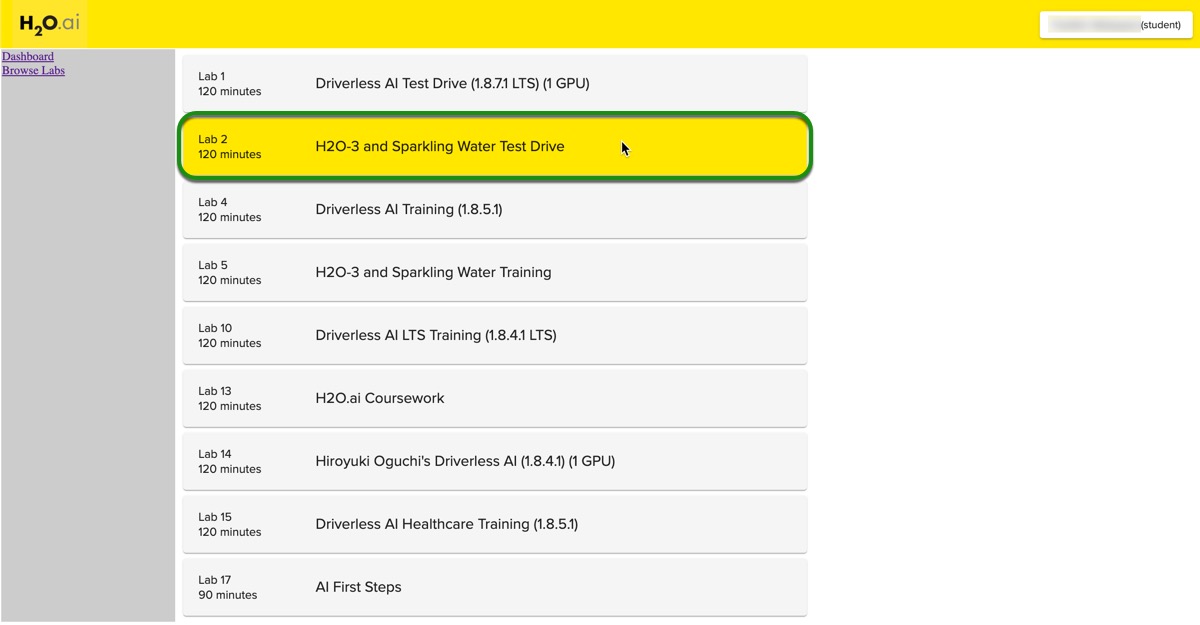 H2O.ai
(student)
Dashboard
Browse Labs
Lab 1
120 minutes
Driverless AI Test Drive (1.8.7.1 LTS) (1 GPU)
Lab 2
120 minutes
H2O-3 and Sparkling Water Test Drive
Lab 4
120 minutes
Driverless AI Training (1.8.5.1)
Lab 5
120 minutes
H2O-3 and Sparkling Water Training
Lab 10
120 minutes
Driverless AI LTS Training (1.8.4.1 LTS)
Lab 13
120 minutes
H2O.ai Coursework
Lab 14
120 minutes
Hiroyuki Oguchi's Driverless AI (1.8.4.1) (1 GPU)
Lab 15
120 minutes
Driverless AI Healthcare Training (1.8.5.1)
Lab 17
90 minutes
AI First Steps